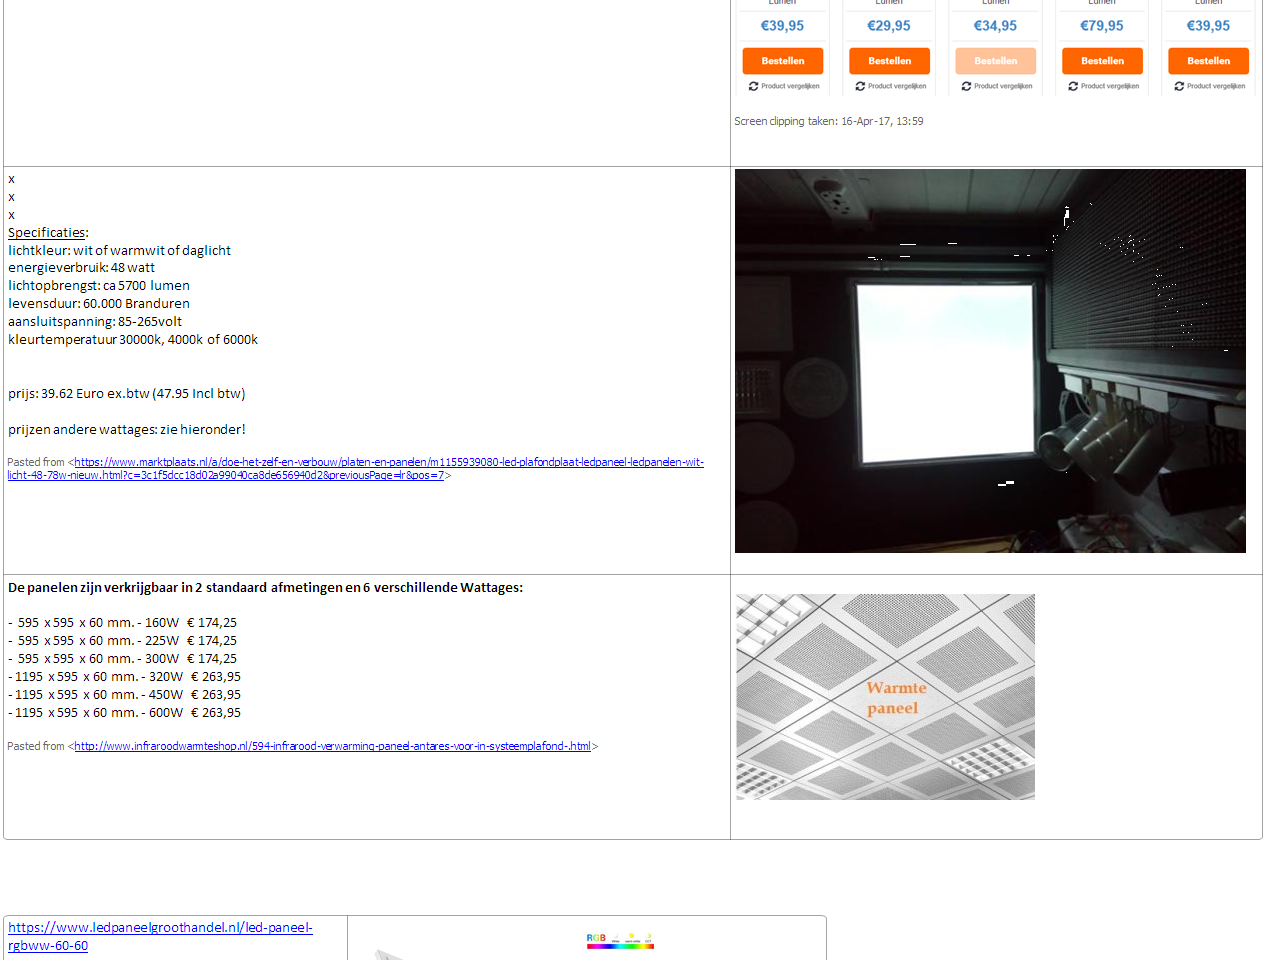 Lumen Lumen Lumen Lumen Lumen
€39,95 €29,95 €34,95 €79,95 €39,95
Bestellen Bestellen Bestellen Bestellen Bestellen
Product vergelijken Product vergelijken Product vergelijken Product vergelijken Product vergelijken
Screen clipping taken: 16-Apr-17, 13:59
x
x
x
Specificaties:
lichtkleur: wit of warmwit of daglicht
energieverbruik: 48 watt
lichtopbrengst: ca 5700 lumen
levensduur: 60.000 Branduren
aansluitspanning: 85-265volt
kleurtemperatuur 30000k, 4000k of 6000k
prijs: 39.62 Euro ex.btw (47.95 Incl btw)
prijzen andere wattages: zie hieronder!
Pasted from <https://www.marktplaats.nl/a/doe-het-zelf-en-verbouw/platen-en-panelen/m1155939080-led-plafondplaat-ledpaneel-ledpanelen-wit-
licht-48-78w-nieuw.html?c=3c1f5dcc18d02a99040ca8de656940d2&previousPage=lr&pos=7>
De panelen zijn verkrijgbaar in 2 standaard afmetingen en 6 verschillende Wattages:
- 595 x 595 x 60 mm. - 160W € 174,25
- 595 x 595 x 60 mm. - 225W € 174,25
- 595 x 595 x 60 mm. - 300W € 174,25
- 1195 x 595 x 60 mm. - 320W € 263,95
- 1195 x 595 x 60 mm. - 450W € 263,95
- 1195 x 595 x 60 mm. - 600W € 263,95
Warmte
paneel
Pasted from <http://www.infraroodwarmteshop.nl/594-infrarood-verwarming-paneel-antares-voor-in-systeemplafond-.html>
https://www.ledpaneelgroothandel.nl/led-paneel-
rgbww-60-60
RGB